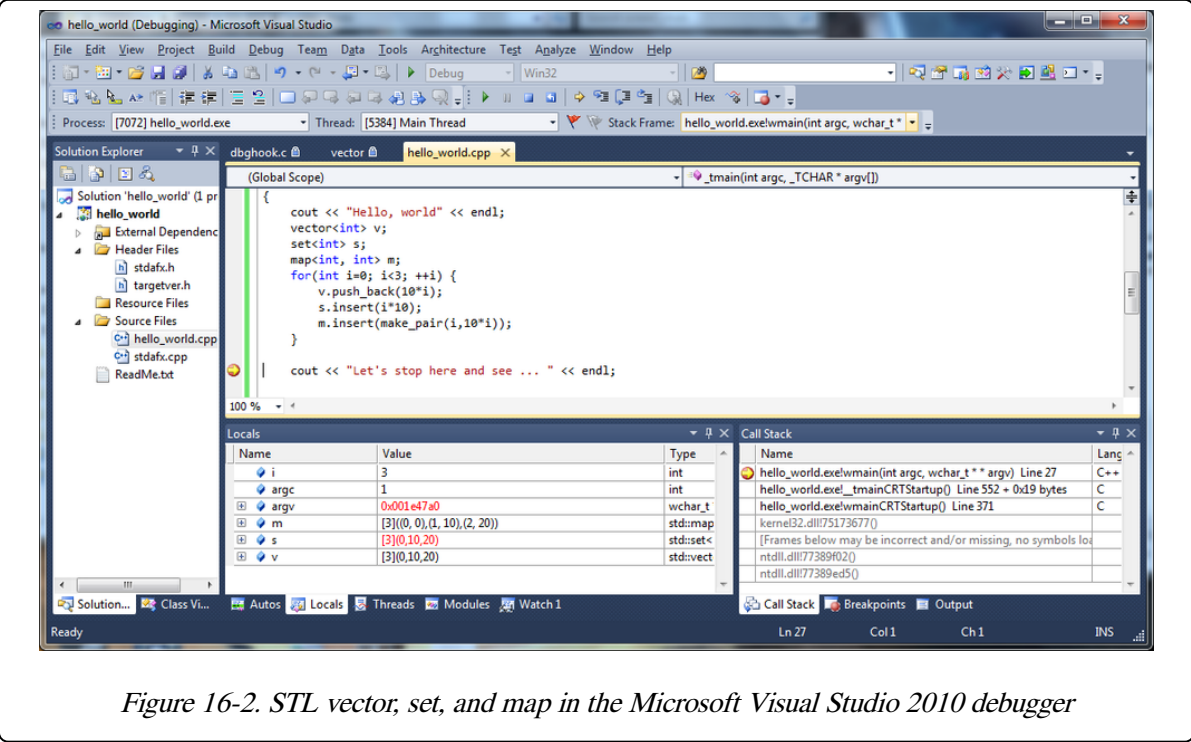 hello_world (Debugging) - Microsoft Visual Studio
File Edit View Project Build Debug Team Data Tools Architecture Test Analyze Window Help
Debug Win32
Hex
Process: [7072] hello_world.exe Thread: [5384] Main Thread Stack Frame: hello_world.exe!wmain(int argc, wchar_t *
Solution Explorer
dbghook.c vector hello_world.cpp
(Global Scope) _tmain(int argc, _TCHAR * argv[])
Solution 'hello_world' (1 pr
hello_world
External Dependenc
Header Files
stdafx.h
targetver.h
Resource Files
Source Files
hello_world.cpp
stdafx.cpp
ReadMe.txt
{
cout << "Hello, world" << endl;
vector<int> v;
set<int> s;
map<int, int> m;
for(int i=0; i<3; ++i) {
v.push_back(10*i);
s.insert(i*10);
m.insert(make_pair(i,10*i));
}
cout << "Let's stop here and see ... " << endl;
100 %
Locals
Name Value Type
i 3 int
argc 1 int
argv 0x001e47a0 wchar_t
m [3]((0, 0),(1, 10),(2, 20)) std::map
s [3](0,10,20) std::set<
v [3](0,10,20) std::vect
Call Stack
Name Lang
hello_world.exe!wmain(int argc, wchar_t * * argv) Line 27 C++
hello_world.exe!__tmainCRTStartup() Line 552 + 0x19 bytes C
hello_world.exe!wmainCRTStartup() Line 371 C
kernel32.dll!75173677()
[Frames below may be incorrect and/or missing, no symbols loa
ntdll.dll!77389f02()
ntdll.dll!77389ed5()
Solution... Class Vi... Autos Locals Threads Modules Watch 1 Call Stack Breakpoints Output
Ready Ln 27 Col 1 Ch 1 INS
Figure 16-2. STL vector, set, and map in the Microsoft Visual Studio 2010 debugger